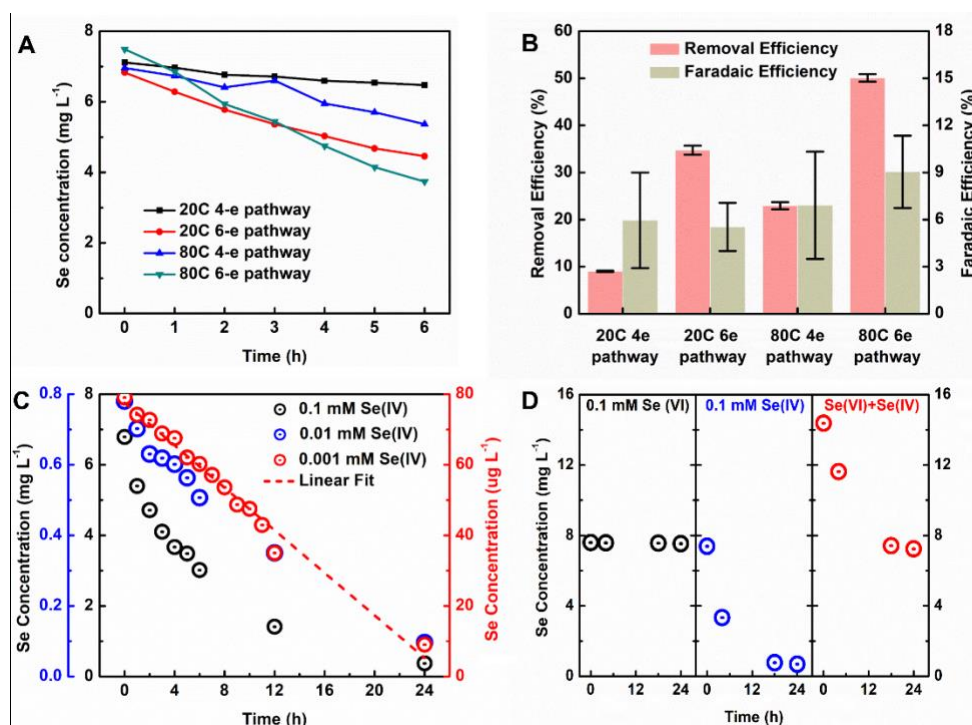 A
Se concentration (mg L⁻¹)
8
6
4
2
0
20C 4-e pathway
20C 6-e pathway
80C 4-e pathway
80C 6-e pathway
0 1 2 3 4 5 6
Time (h)
B
Removal Efficiency (%)
60
50
40
30
20
10
0
Removal Efficiency
Faradaic Efficiency
18
15
12
9
6
3
0
Faradaic Efficiency (%)
20C 4e pathway
20C 6e pathway
80C 4e pathway
80C 6e pathway
C
Se Concentration (mg L⁻¹)
0.8
0.6
0.4
0.2
0.0
Se Concentration (mg L⁻¹)
8
6
4
2
0
0.1 mM Se(IV)
0.01 mM Se(IV)
0.001 mM Se(IV)
Linear Fit
80
60
40
20
0
Se Concentration (ug L⁻¹)
0 4 8 12 16 20 24
Time (h)
D
Se Concentration (mg L⁻¹)
16
12
8
4
0
0.1 mM Se (VI)
0.1 mM Se(IV)
Se(VI)+Se(IV)
16
12
8
4
0
0 12 24 0 12 24 0 12 24
Time (h)